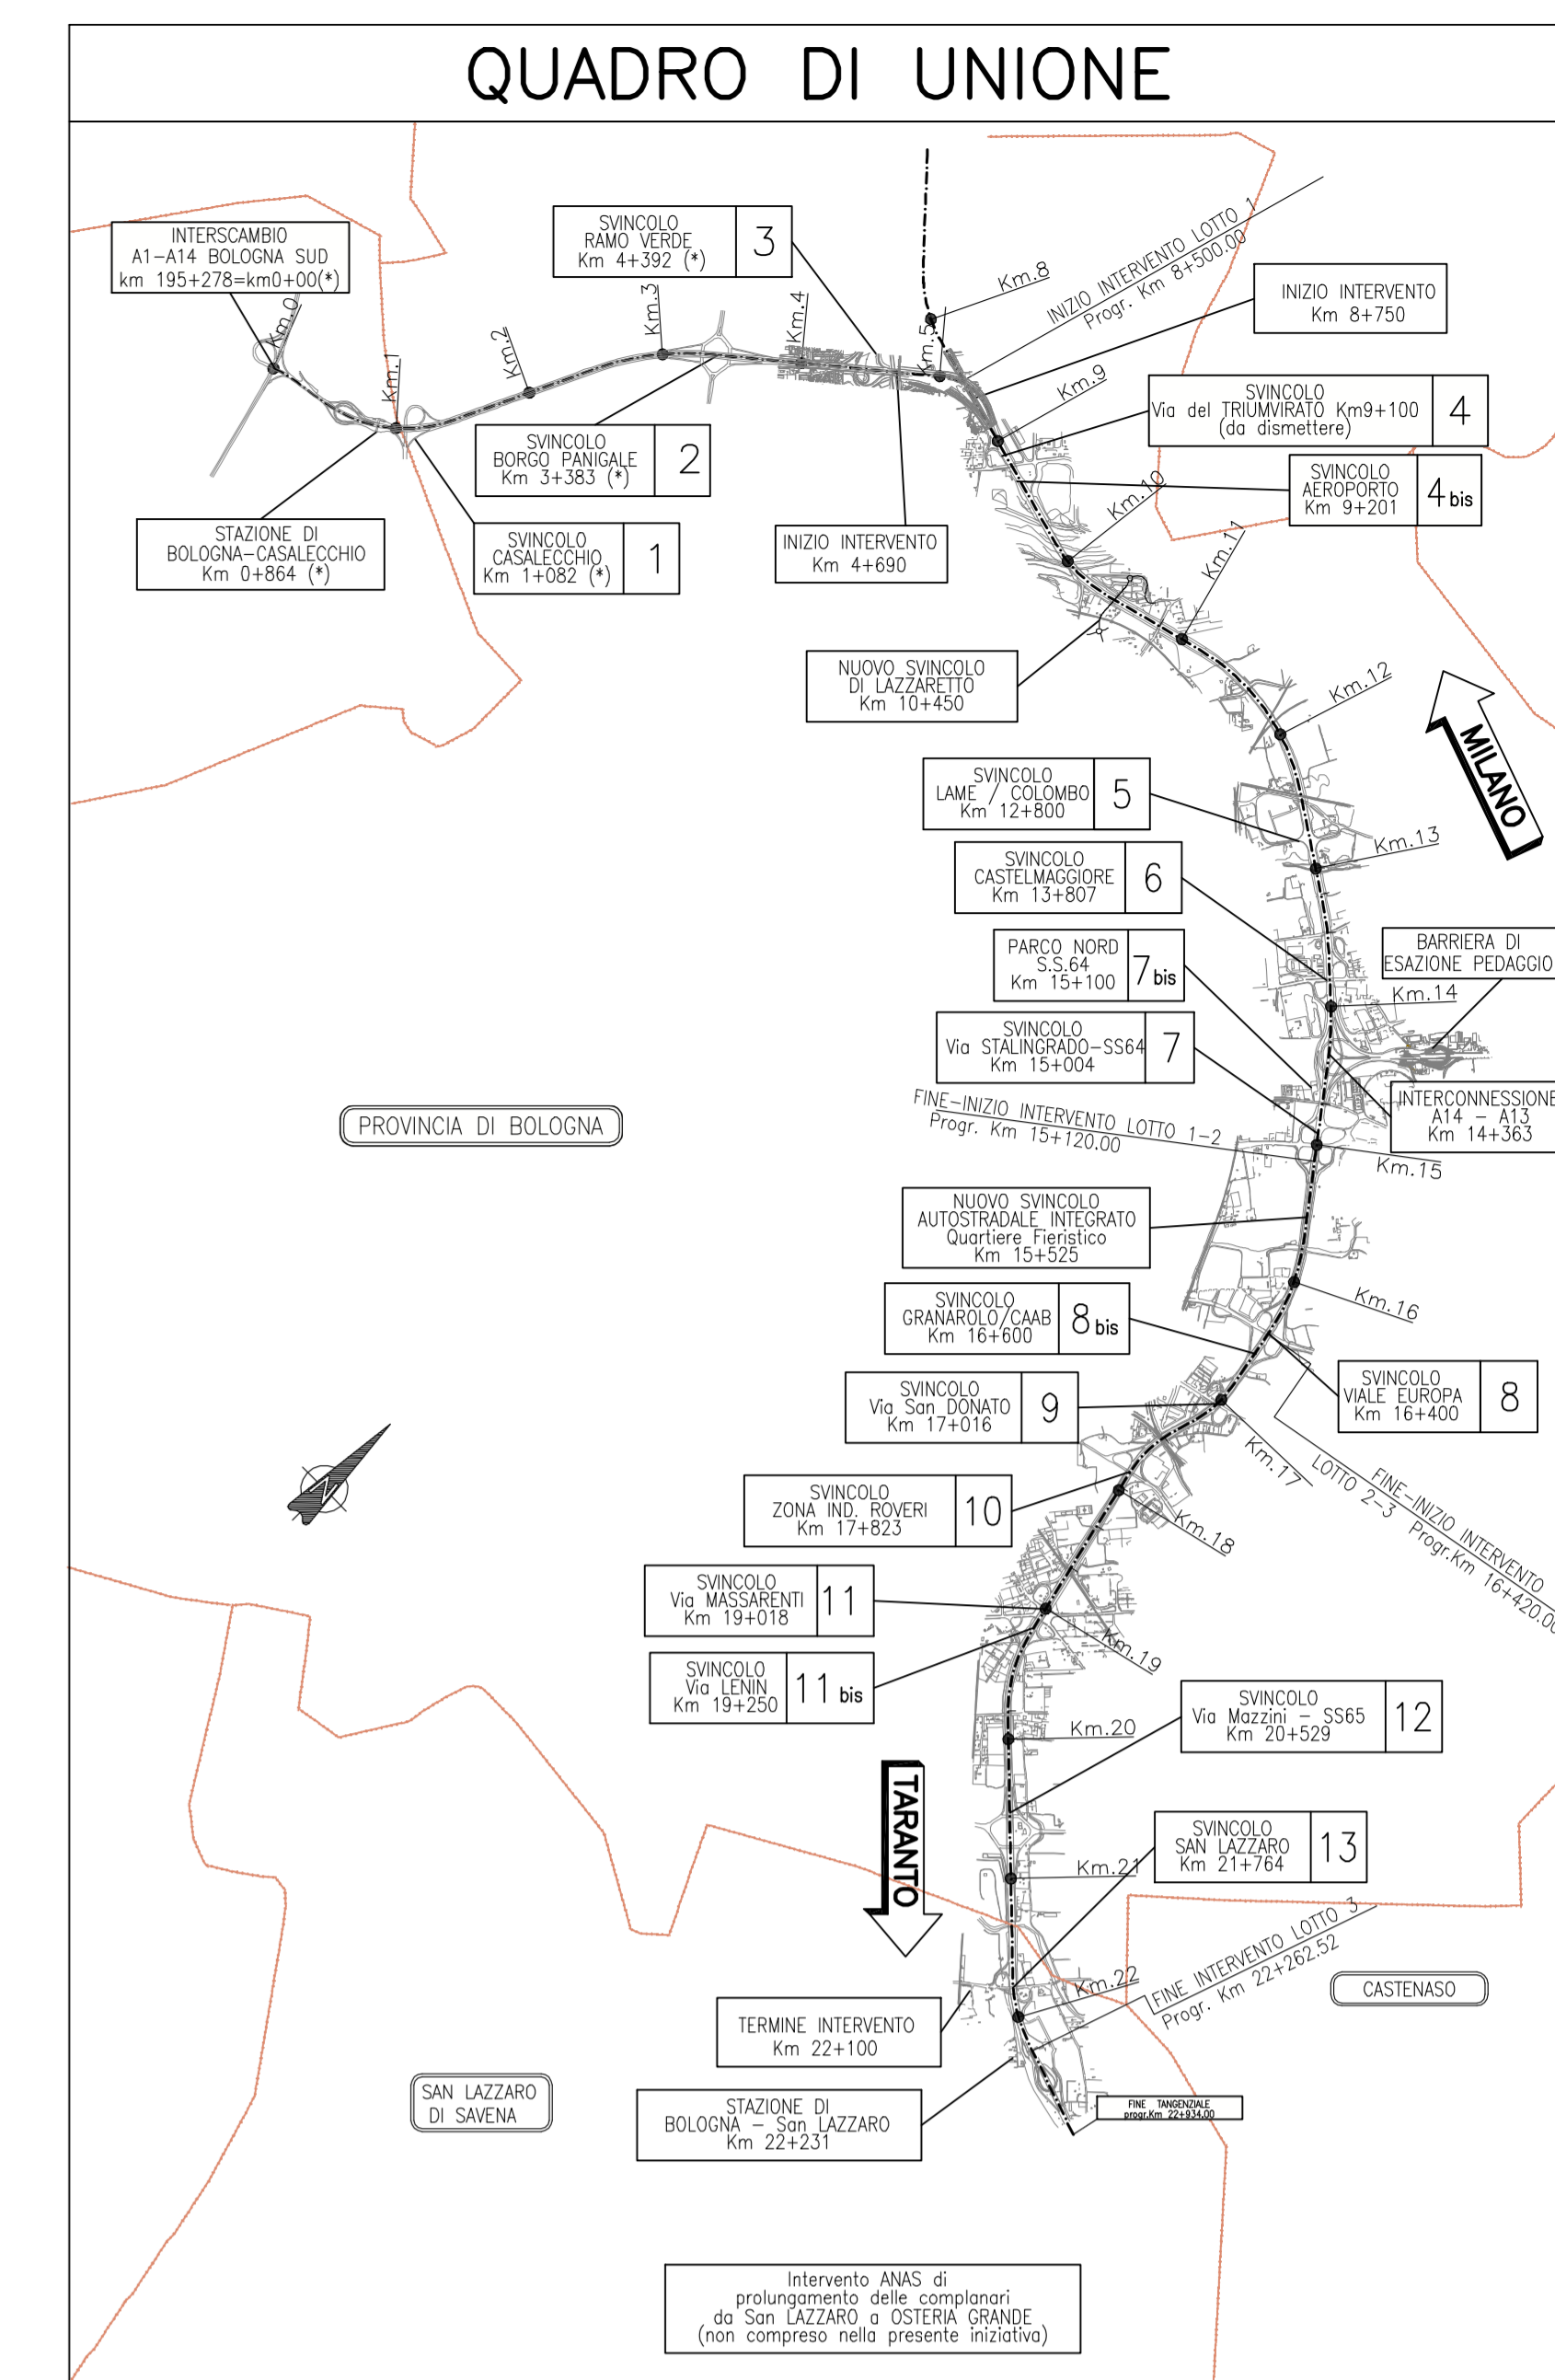 QUADRO DI UNIONE
INTERSCAMBIO
A1-A14 BOLOGNA SUD
km 195+278=km0+00(*)
SVINCOLO
RAMO VERDE
Km 4+392 (*)
3
Km.0
Km.1
Km.2
Km.3
Km.4
Km.5
Km.8
INIZIO INTERVENTO LOTTO 1
Progr. Km 8+500.00
INIZIO INTERVENTO
Km 8+750
Km.9
SVINCOLO
Via del TRIUMVIRATO Km9+100
(da dismettere)
4
SVINCOLO
BORGO PANIGALE
Km 3+383 (*)
2
SVINCOLO
AEROPORTO
Km 9+201
4 bis
STAZIONE DI
BOLOGNA-CASALECCHIO
Km 0+864 (*)
SVINCOLO
CASALECCHIO
Km 1+082 (*)
1
INIZIO INTERVENTO
Km 4+690
Km.10
Km.11
NUOVO SVINCOLO
DI LAZZARETTO
Km 10+450
Km.12
MILANO
SVINCOLO
LAME / COLOMBO
Km 12+800
5
Km.13
SVINCOLO
CASTELMAGGIORE
Km 13+807
6
PARCO NORD
S.S.64
Km 15+100
7 bis
BARRIERA DI
ESAZIONE PEDAGGIO
Km.14
SVINCOLO
Via STALINGRADO-SS64
Km 15+004
7
INTERCONNESSIONE
A14 - A13
Km 14+363
FINE-INIZIO INTERVENTO LOTTO 1-2
Progr. Km 15+120.00
PROVINCIA DI BOLOGNA
Km.15
NUOVO SVINCOLO
AUTOSTRADALE INTEGRATO
Quartiere Fieristico
Km 15+525
Km.16
SVINCOLO
GRANAROLO/CAAB
Km 16+600
8 bis
SVINCOLO
VIALE EUROPA
Km 16+400
8
SVINCOLO
Via San DONATO
Km 17+016
9
Km.17
FINE-INIZIO INTERVENTO
LOTTO 2-3 Progr.Km 16+420.00
N
SVINCOLO
ZONA IND. ROVERI
Km 17+823
10
Km.18
SVINCOLO
Via MASSARENTI
Km 19+018
11
Km.19
SVINCOLO
Via LENIN
Km 19+250
11 bis
SVINCOLO
Via Mazzini - SS65
Km 20+529
12
Km.20
TARANTO
SVINCOLO
SAN LAZZARO
Km 21+764
13
Km.21
FINE INTERVENTO LOTTO 3
Progr. Km 22+262.52
Km.22
CASTENASO
TERMINE INTERVENTO
Km 22+100
SAN LAZZARO
DI SAVENA
STAZIONE DI
BOLOGNA - San LAZZARO
Km 22+231
FINE TANGENZIALE
progr.Km 22+934.00
Intervento ANAS di
prolungamento delle complanari
da San LAZZARO a OSTERIA GRANDE
(non compreso nella presente iniziativa)